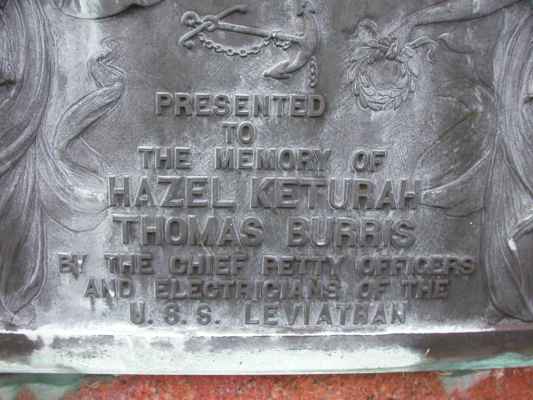 PRESENTED
TO
THE MEMORY OF
HAZEL KETURAH
THOMAS BURRIS
BY THE CHIEF PETTY OFFICERS
AND ELECTRICIANS OF THE
U. S. S. LEVIATHAN